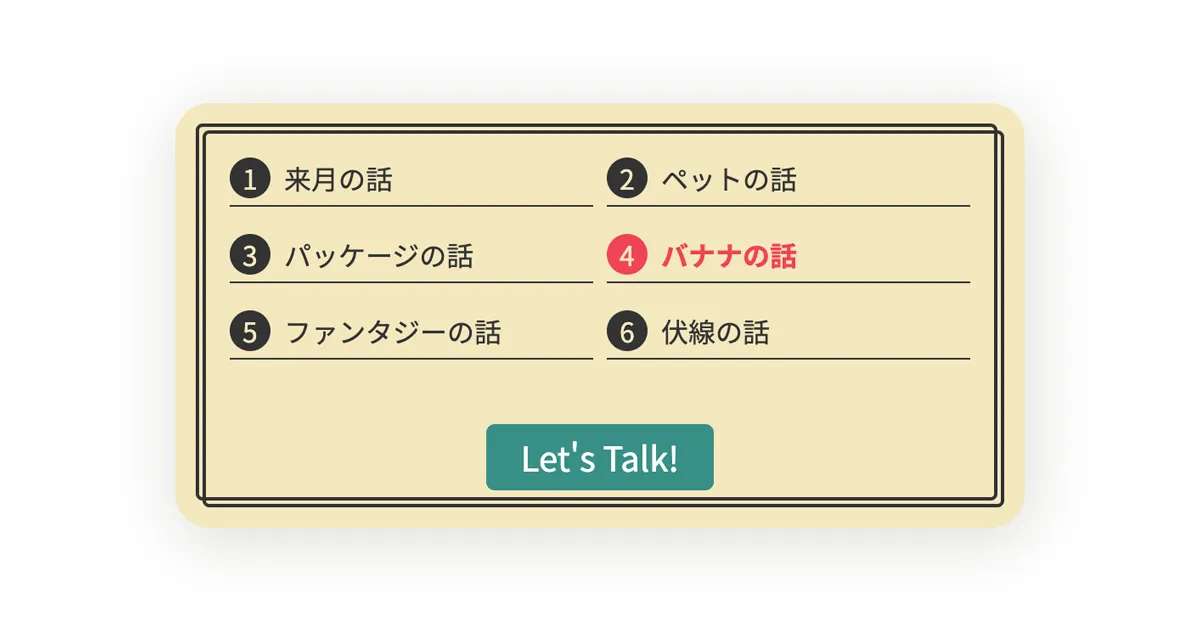 1 来月の話
2 ペットの話
3 パッケージの話
4 バナナの話
5 ファンタジーの話
6 伏線の話
Let's Talk!